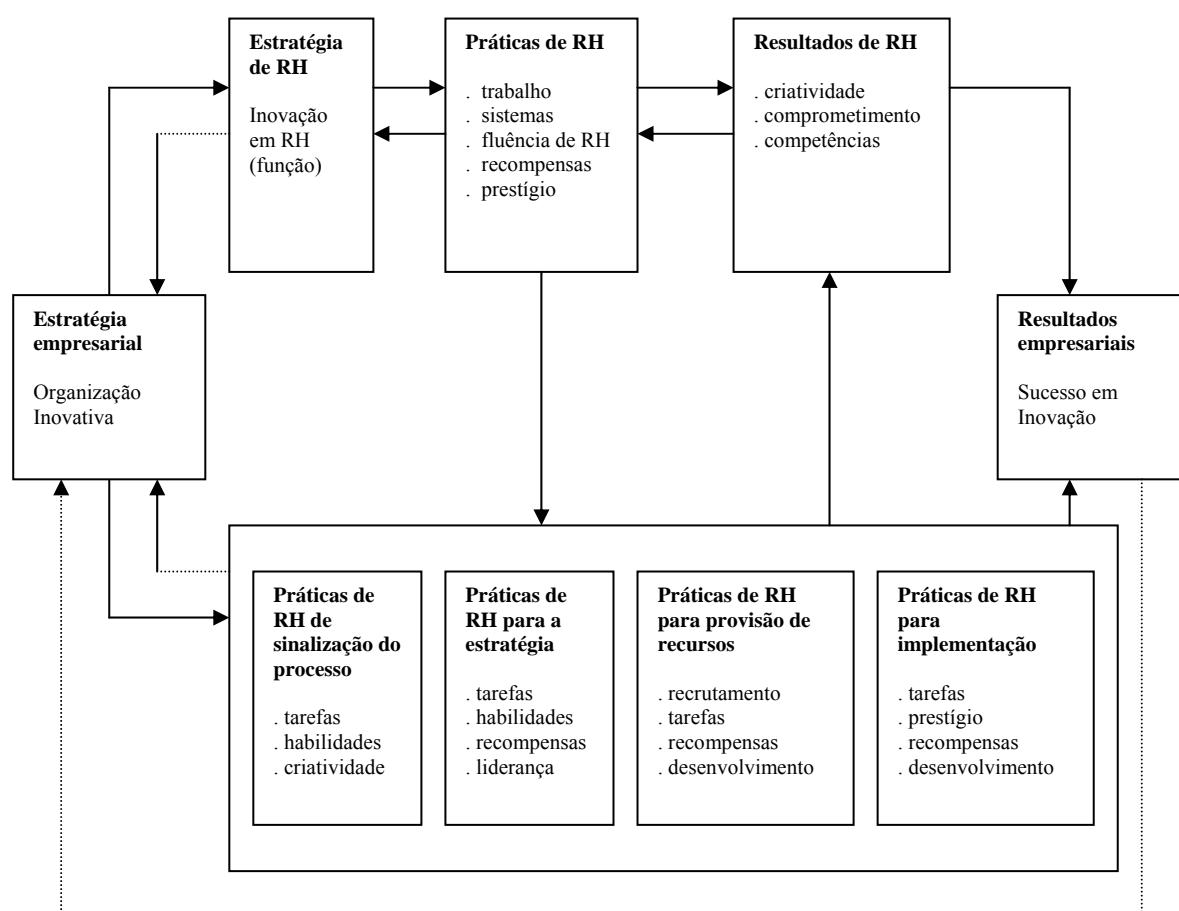 Estratégia
de RH
Inovação
em RH
(função)
Práticas de RH
. trabalho
. sistemas
. fluência de RH
. recompensas
. prestígio
Resultados de RH
. criatividade
. comprometimento
. competências
Estratégia
empresarial
Organização
Inovativa
Resultados
empresariais
Sucesso em
Inovação
Práticas de
RH de
sinalização do
processo
. tarefas
. habilidades
. criatividade
Práticas de
RH para a
estratégia
. tarefas
. habilidades
. recompensas
. liderança
Práticas de RH
para provisão de
recursos
. recrutamento
. tarefas
. recompensas
. desenvolvimento
Práticas de RH
para
implementação
. tarefas
. prestígio
. recompensas
. desenvolvimento